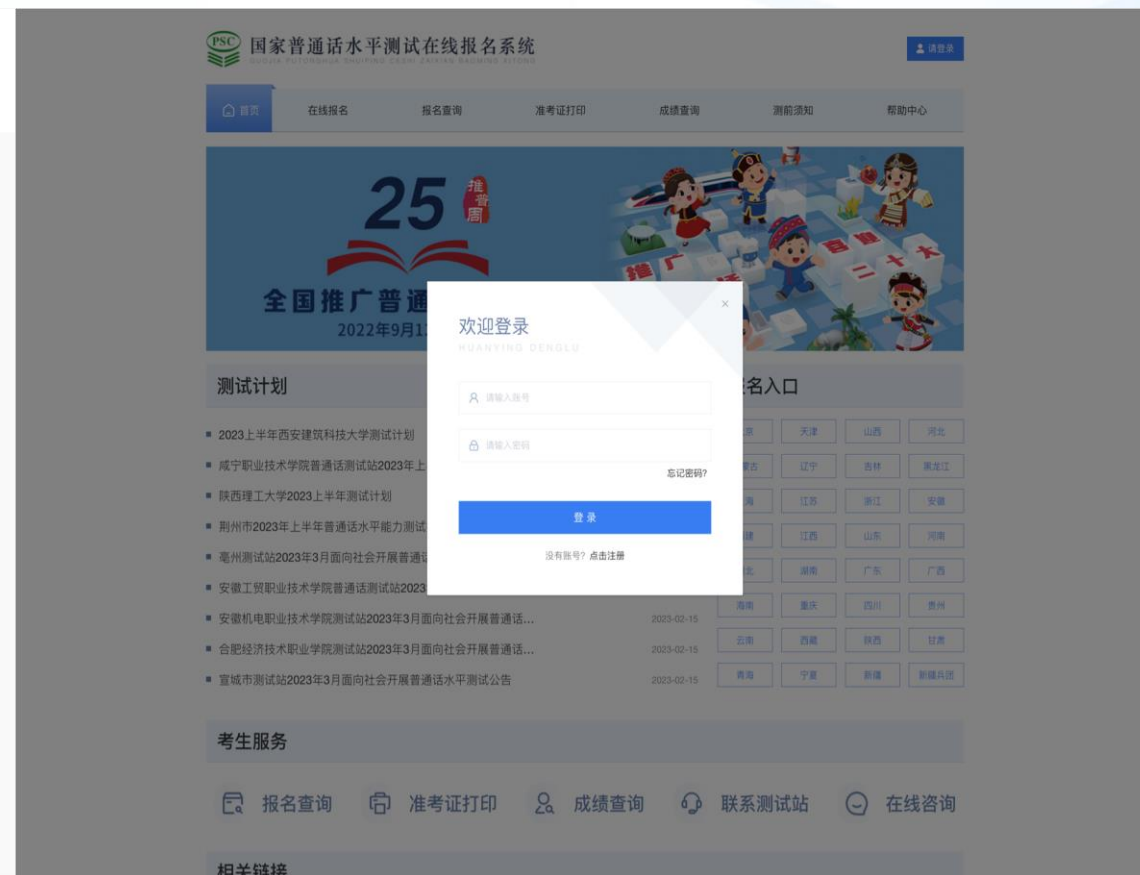 PSC 国家普通话水平测试在线报名系统
GUOJIA PUTONGHUA SHUIPING CESHI ZAIXIAN BAOMING XITONG
请登录
首页 在线报名 报名查询 准考证打印 成绩查询 测前须知 帮助中心
25 推普周
全国推广普通
2022年9月1
推广
喜迎二十大
欢迎登录
HUANYING DENGLU
请输入账号
请输入密码
忘记密码?
登录
没有账号? 点击注册
测试计划
2023上半年西安建筑科技大学测试计划
咸宁职业技术学院普通话测试站2023年上
陕西理工大学2023上半年测试计划
荆州市2023年上半年普通话水平能力测试
亳州测试站2023年3月面向社会开展普通话
安徽工贸职业技术学院普通话测试站2023
安徽机电职业技术学院测试站2023年3月面向社会开展普通话... 2023-02-15
合肥经济技术职业学院测试站2023年3月面向社会开展普通话... 2023-02-15
宣城市测试站2023年3月面向社会开展普通话水平测试公告 2023-02-15
名入口
京 天津 山西 河北
蒙古 辽宁 吉林 黑龙江
海 江苏 浙江 安徽
建 江西 山东 河南
北 湖南 广东 广西
海南 重庆 四川 贵州
云南 西藏 陕西 甘肃
青海 宁夏 新疆 新疆兵团
考生服务
报名查询 准考证打印 成绩查询 联系测试站 在线咨询
相关链接